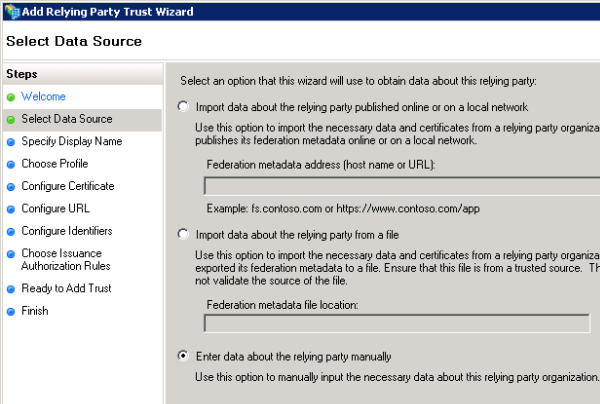 Add Relying Party Trust Wizard
Select Data Source
Steps
Welcome
Select Data Source
Specify Display Name
Choose Profile
Configure Certificate
Configure URL
Configure Identifiers
Choose Issuance
Authorization Rules
Ready to Add Trust
Finish
Select an option that this wizard will use to obtain data about this relying party:
Import data about the relying party published online or on a local network
Use this option to import the necessary data and certificates from a relying party organiza
publishes its federation metadata online or on a local network.
Federation metadata address (host name or URL):
Example: fs.contoso.com or https://www.contoso.com/app
Import data about the relying party from a file
Use this option to import the necessary data and certificates from a relying party organiza
exported its federation metadata to a file. Ensure that this file is from a trusted source. Th
not validate the source of the file.
Federation metadata file location:
Enter data about the relying party manually
Use this option to manually input the necessary data about this relying party organization.